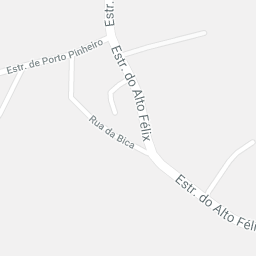 Estr.
Estr. de Porto Pinheiro
Estr. do Alto Félix
Rua da Bica
Estr. do Alto Féli